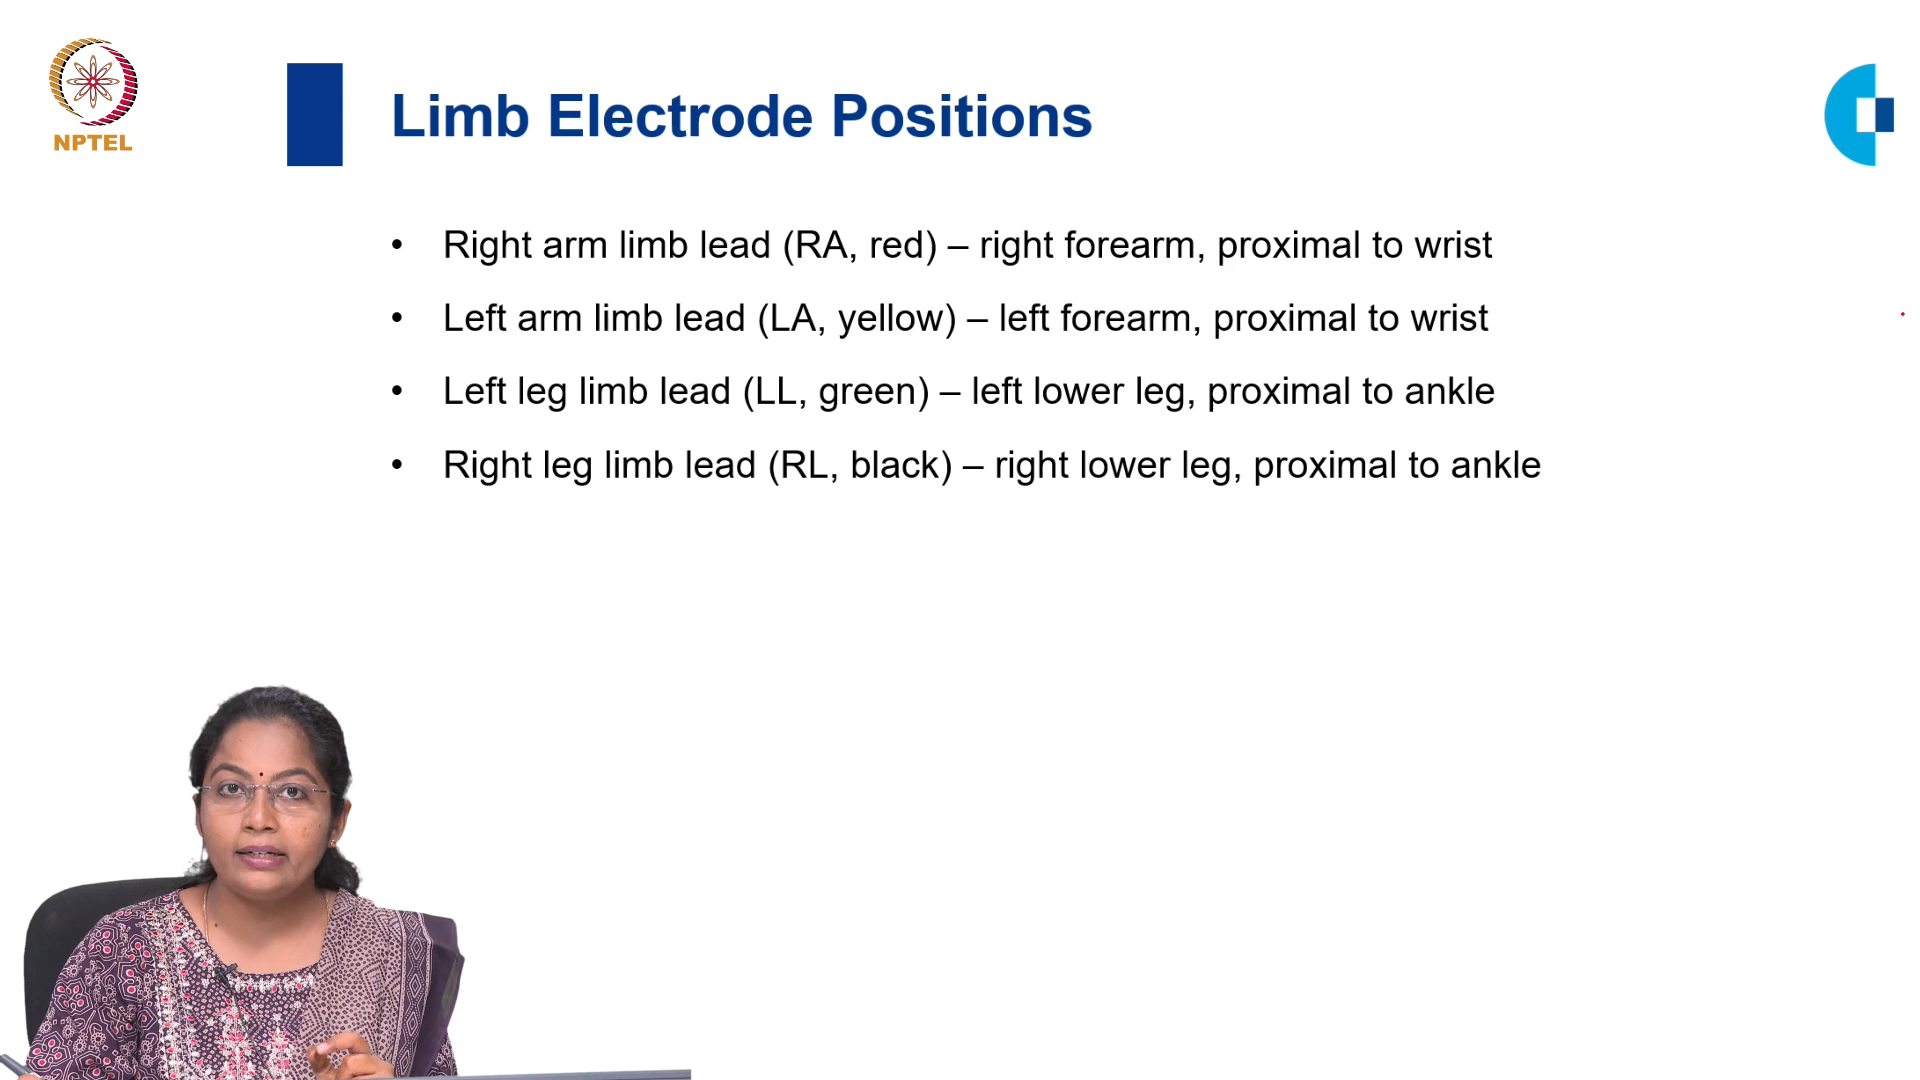 NPTEL
Limb Electrode Positions
• Right arm limb lead (RA, red) – right forearm, proximal to wrist
• Left arm limb lead (LA, yellow) – left forearm, proximal to wrist
• Left leg limb lead (LL, green) – left lower leg, proximal to ankle
• Right leg limb lead (RL, black) – right lower leg, proximal to ankle